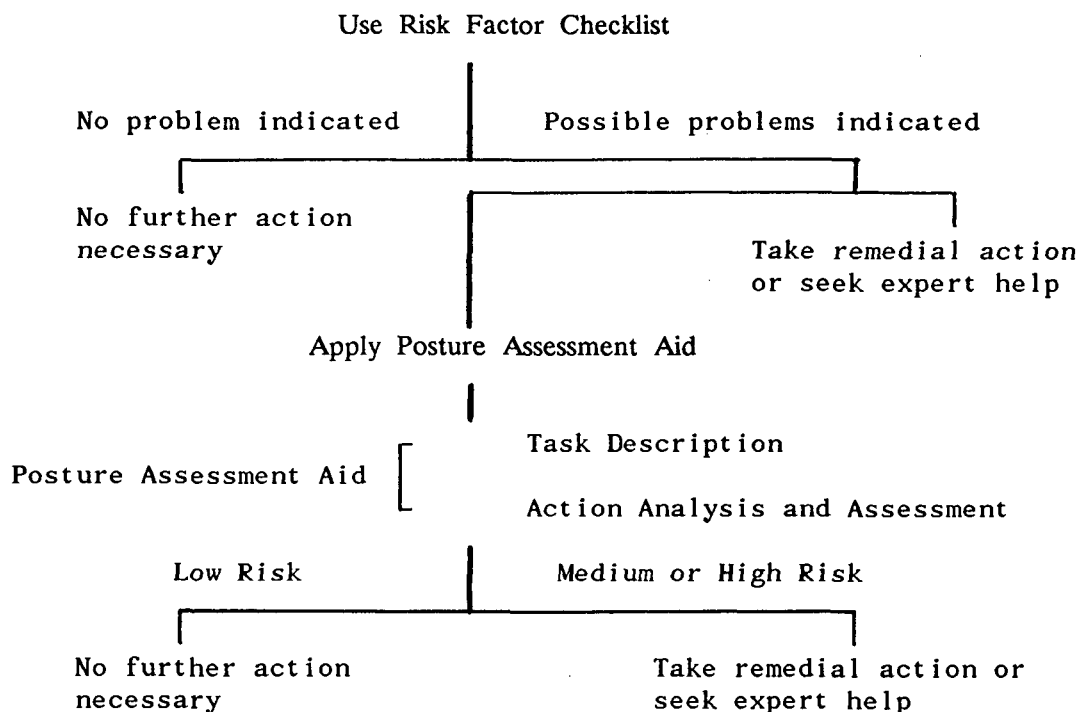 Use Risk Factor Checklist
No problem indicated
Possible problems indicated
No further action
necessary
Take remedial action
or seek expert help
Apply Posture Assessment Aid
Task Description
Posture Assessment Aid
Action Analysis and Assessment
Low Risk
Medium or High Risk
No further action
necessary
Take remedial action or
seek expert help